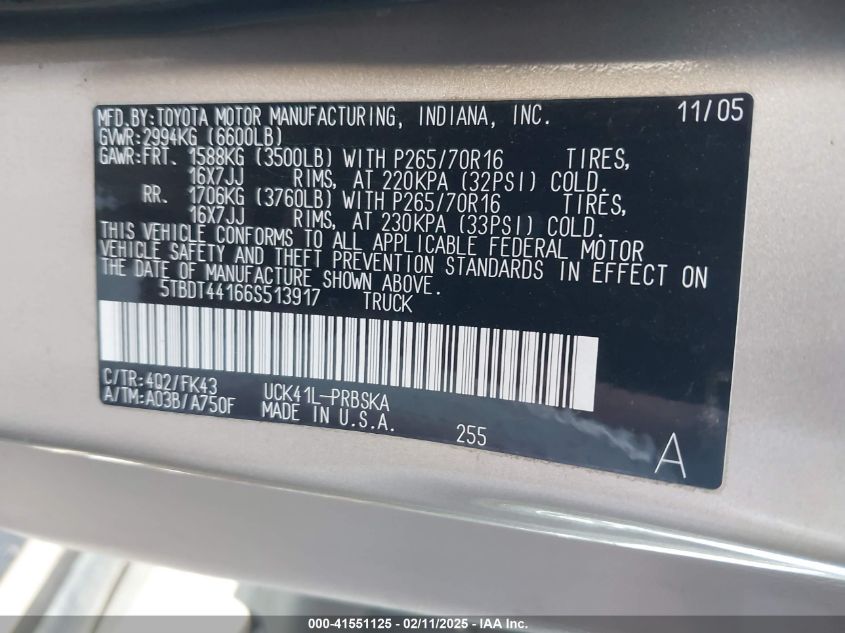 MFD.BY:TOYOTA MOTOR MANUFACTURING, INDIANA, INC. 11/05
GVWR:2994KG (6600LB)
GAWR:FRT. 1588KG (3500LB) WITH P265/70R16 TIRES,
16X7JJ RIMS, AT 220KPA (32PSI) COLD.
RR. 1706KG (3760LB) WITH P265/70R16 TIRES,
16X7JJ RIMS, AT 230KPA (33PSI) COLD.
THIS VEHICLE CONFORMS TO ALL APPLICABLE FEDERAL MOTOR
VEHICLE SAFETY AND THEFT PREVENTION STANDARDS IN EFFECT ON
THE DATE OF MANUFACTURE SHOWN ABOVE.
5TBDT44166S513917 TRUCK
C/TR:4Q2/FK43 UCK41L-PRBSKA
A/TM:A03B/A750F MADE IN U.S.A. 255
A
000-41551125 - 02/11/2025 - IAA Inc.